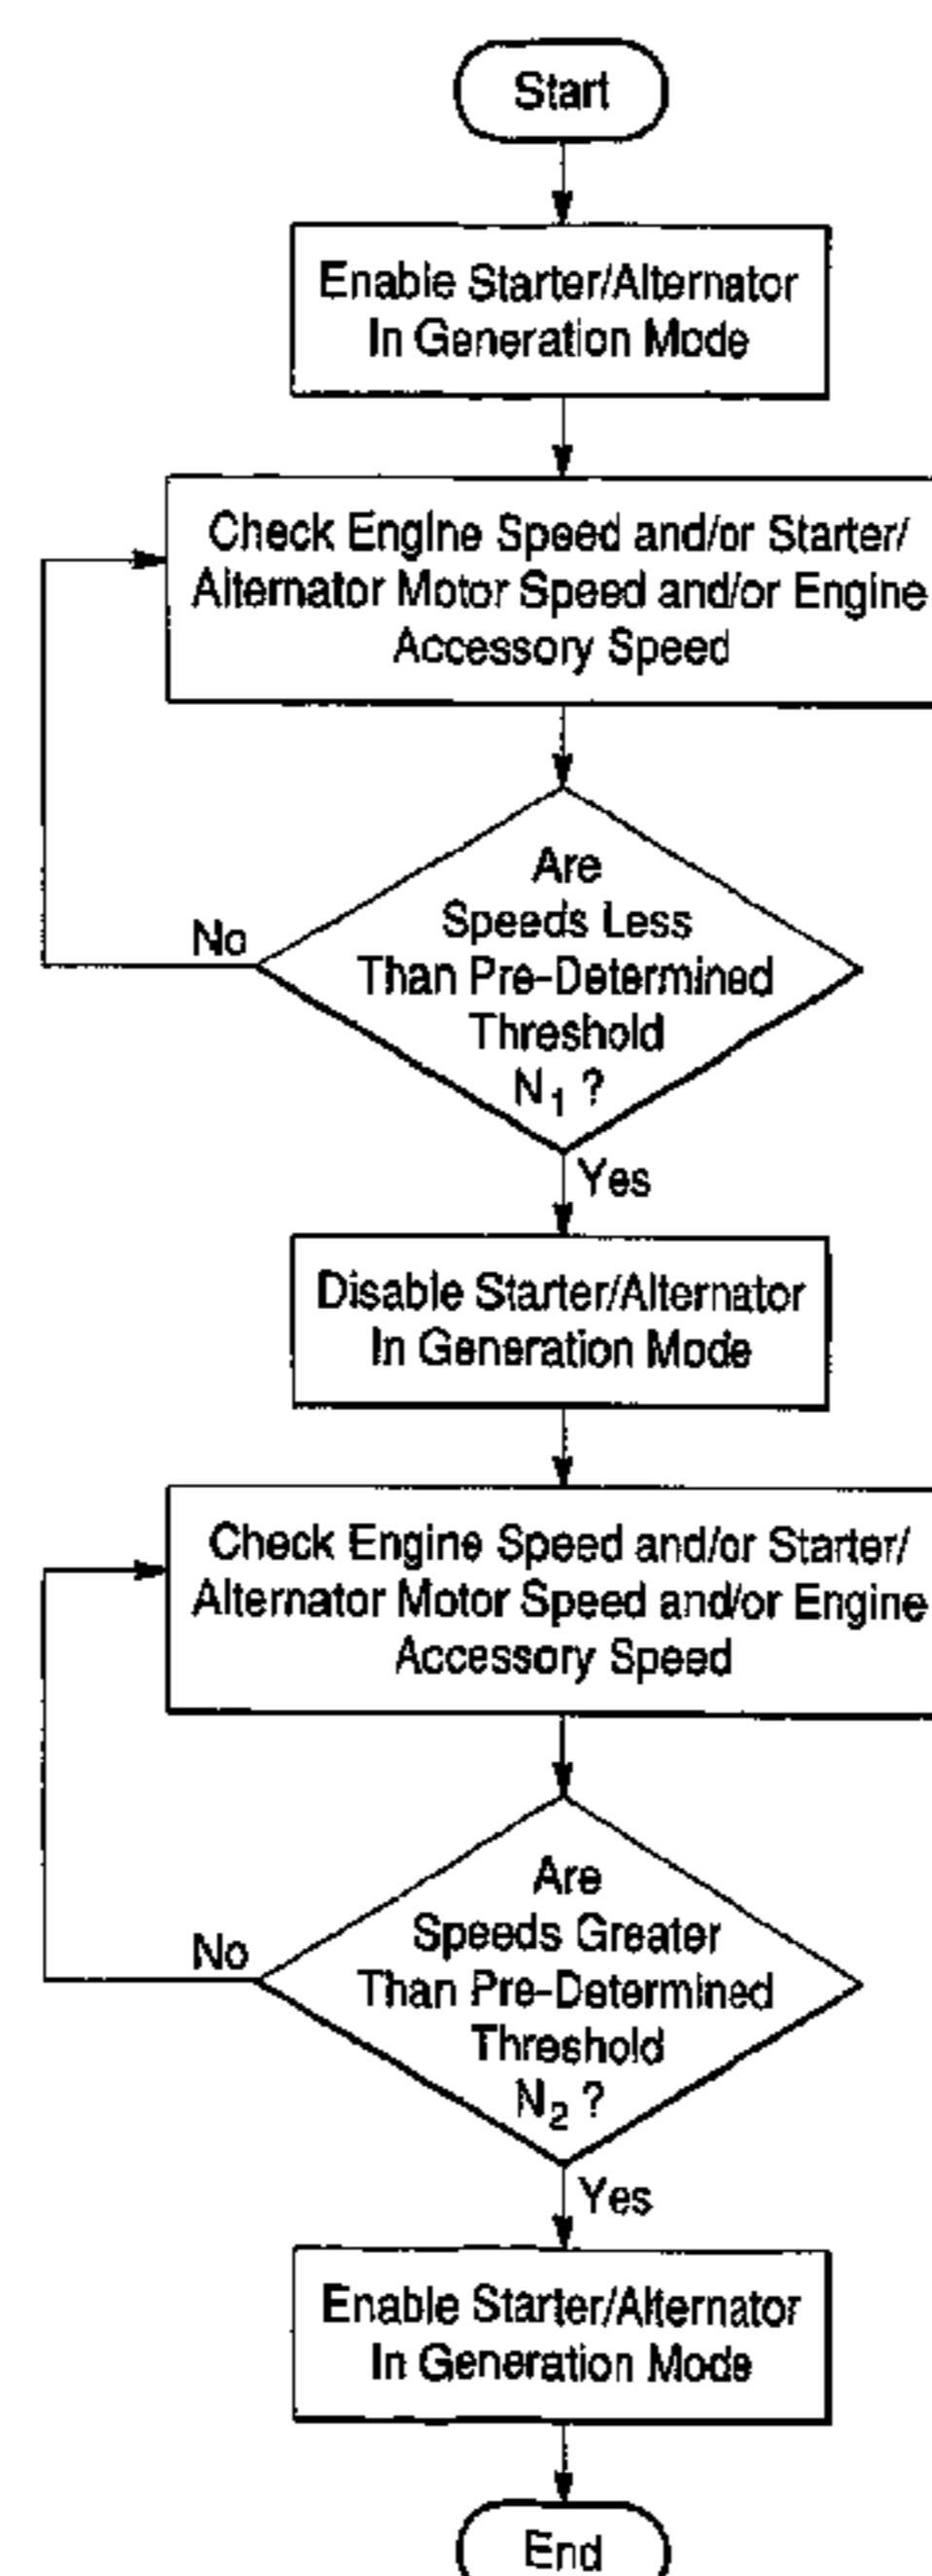 Start
Enable Starter/Alternator
In Generation Mode
Check Engine Speed and/or Starter/
Alternator Motor Speed and/or Engine
Accessory Speed
Are
Speeds Less
Than Pre-Determined
Threshold
N₁ ?
No
Yes
Disable Starter/Alternator
In Generation Mode
Check Engine Speed and/or Starter/
Alternator Motor Speed and/or Engine
Accessory Speed
Are
Speeds Greater
Than Pre-Determined
Threshold
N₂ ?
No
Yes
Enable Starter/Alternator
In Generation Mode
End